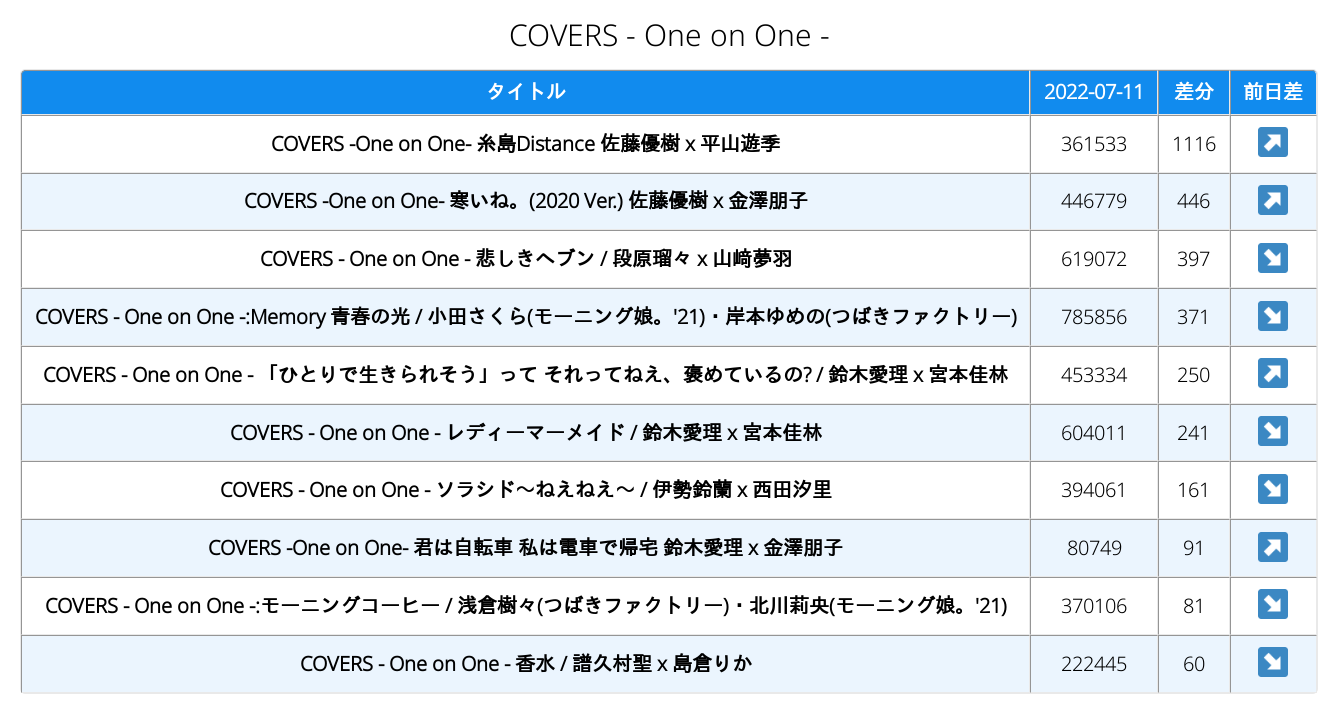 COVERS - One on One -
タイトル 2022-07-11 差分 前日差
COVERS -One on One- 糸島Distance 佐藤優樹 x 平山遊季 361533 1116
COVERS -One on One- 寒いね。(2020 Ver.) 佐藤優樹 x 金澤朋子 446779 446
COVERS - One on One - 悲しきヘブン / 段原瑠々 x 山﨑夢羽 619072 397
COVERS - One on One -:Memory 青春の光 / 小田さくら(モーニング娘。'21)・岸本ゆめの(つばきファクトリー) 785856 371
COVERS - One on One - 「ひとりで生きられそう」って それってねえ、褒めているの? / 鈴木愛理 x 宮本佳林 453334 250
COVERS - One on One - レディーマーメイド / 鈴木愛理 x 宮本佳林 604011 241
COVERS - One on One - ソラシド〜ねえねえ〜 / 伊勢鈴蘭 x 西田汐里 394061 161
COVERS -One on One- 君は自転車 私は電車で帰宅 鈴木愛理 x 金澤朋子 80749 91
COVERS - One on One -:モーニングコーヒー / 浅倉樹々(つばきファクトリー)・北川莉央(モーニング娘。'21) 370106 81
COVERS - One on One - 香水 / 譜久村聖 x 島倉りか 222445 60